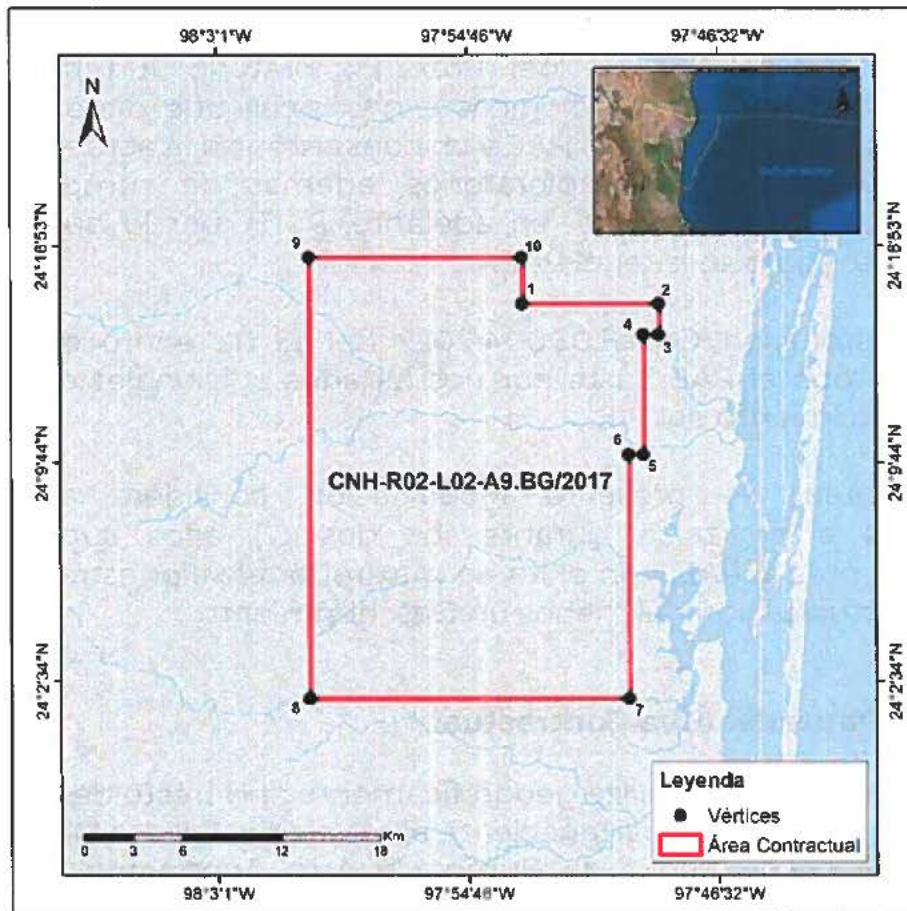 98°3'1"W 97°54'46"W 97°46'32"W
N
24°16'53"N 24°16'53"N
9 10
1 2
4 3
6 5
24°9'44"N 24°9'44"N
CNH-R02-L02-A9.BG/2017
24°2'34"N 24°2'34"N
8 7
Leyenda
Vértices
Área Contractual
Km
0 3 6 12 18
98°3'1"W 97°54'46"W 97°46'32"W